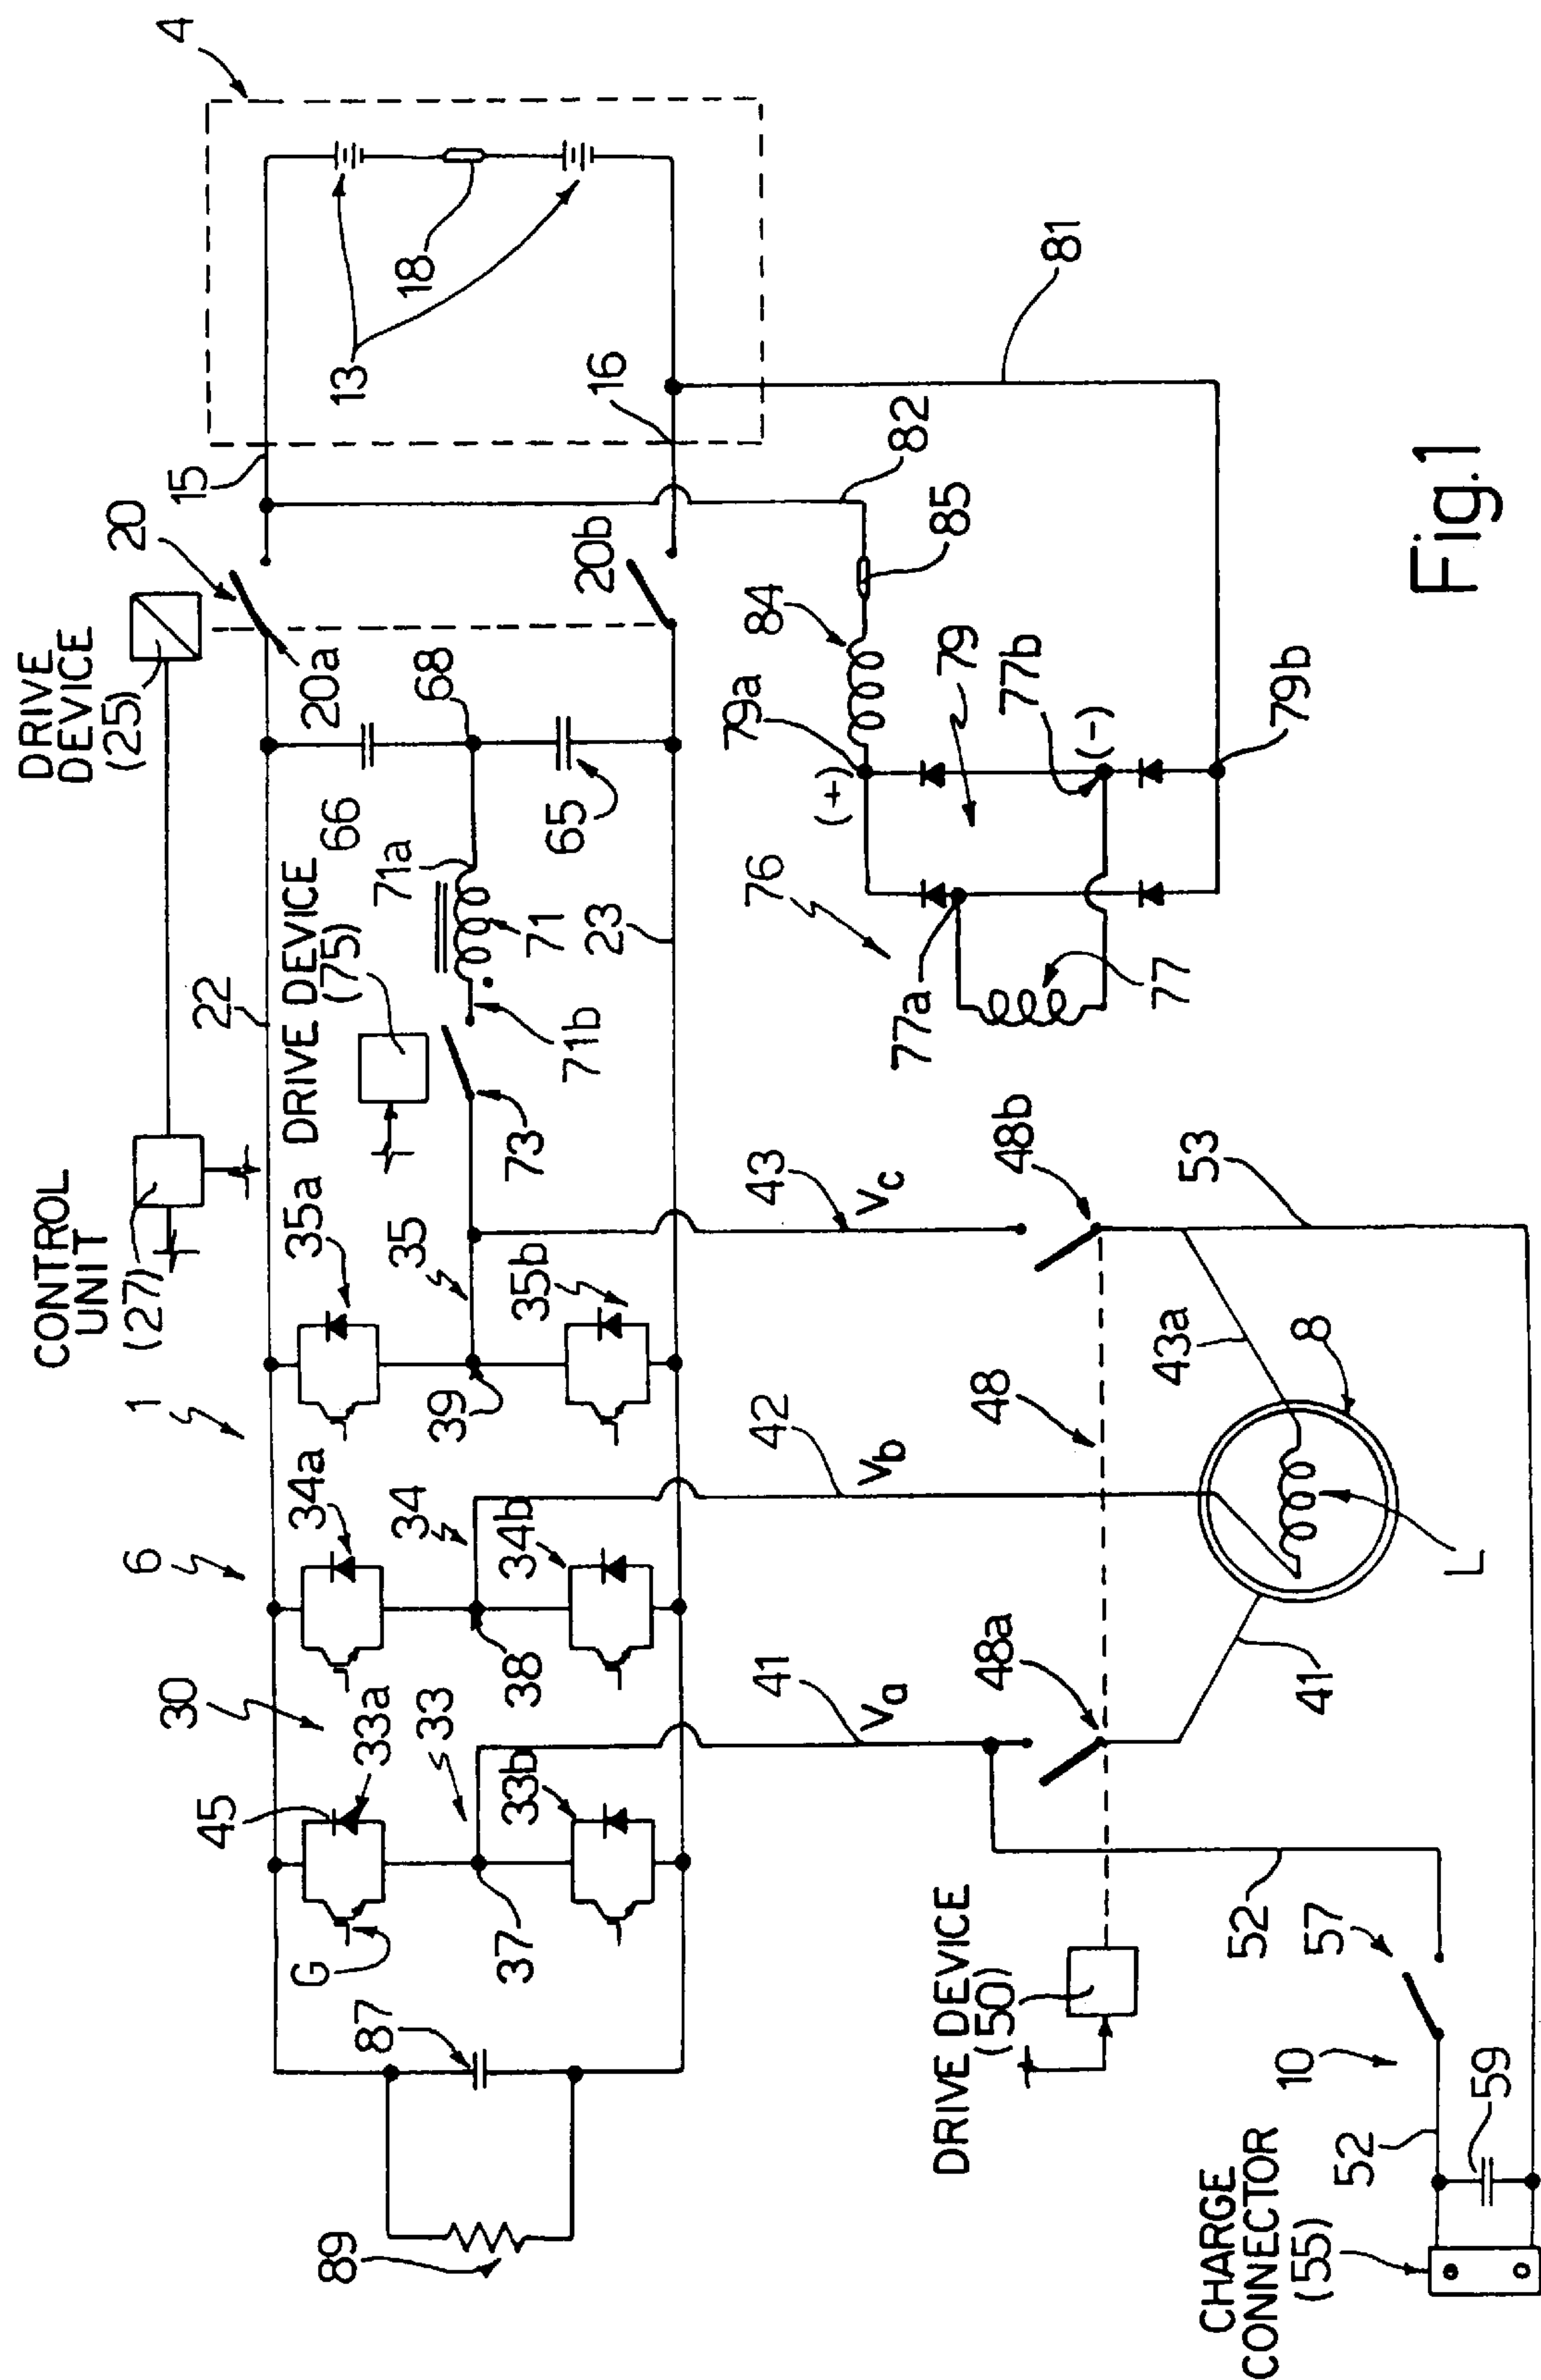 4
13
18
15
16
81
20
DRIVE
DEVICE
(25)
20a
20b
82
85
84
79
79a
(+)
77b
(-)
79b
68
66
65
71a
71
71b
23
22
DRIVE DEVICE
(75)
73
76
77a
77
CONTROL
UNIT
(27)
35a
35
35b
39
43
Vc
48b
53
43a
8
48
L
1
6
34a
34
34b
38
42
Vb
30
45
33a
33
33b
37
G
41
Va
48a
41
87
89
DRIVE DEVICE
(50)
52
57
10
52
59
CHARGE
CONNECTOR
(55)
Fig.1